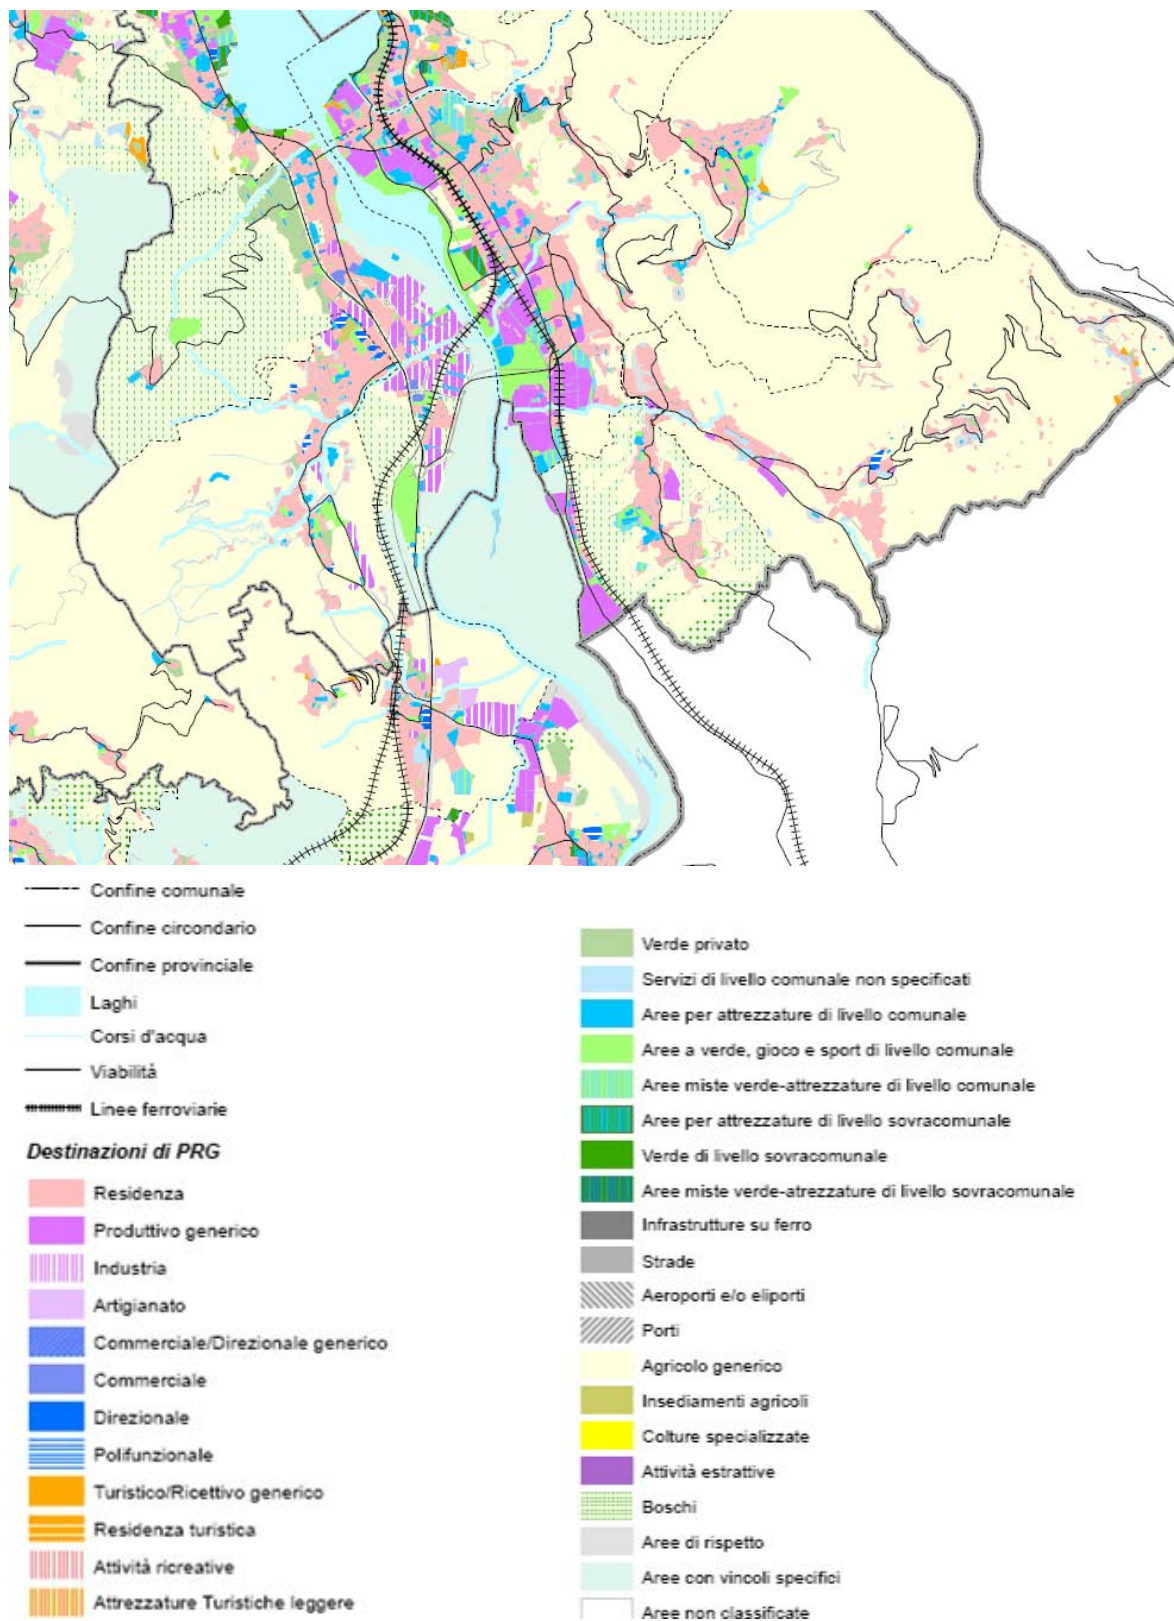 Confine comunale
Confine circondario
Confine provinciale
Laghi
Corsi d'acqua
Viabilità
Linee ferroviarie
Destinazioni di PRG
Residenza
Produttivo generico
Industria
Artigianato
Commerciale/Direzionale generico
Commerciale
Direzionale
Polifunzionale
Turistico/Ricettivo generico
Residenza turistica
Attività ricreative
Attrezzature Turistiche leggere
Verde privato
Servizi di livello comunale non specificati
Aree per attrezzature di livello comunale
Aree a verde, gioco e sport di livello comunale
Aree miste verde-attrezzature di livello comunale
Aree per attrezzature di livello sovracomunale
Verde di livello sovracomunale
Aree miste verde-atrezzature di livello sovracomunale
Infrastrutture su ferro
Strade
Aeroporti e/o eliporti
Porti
Agricolo generico
Insediamenti agricoli
Colture specializzate
Attività estrattive
Boschi
Aree di rispetto
Aree con vincoli specifici
Aree non classificate